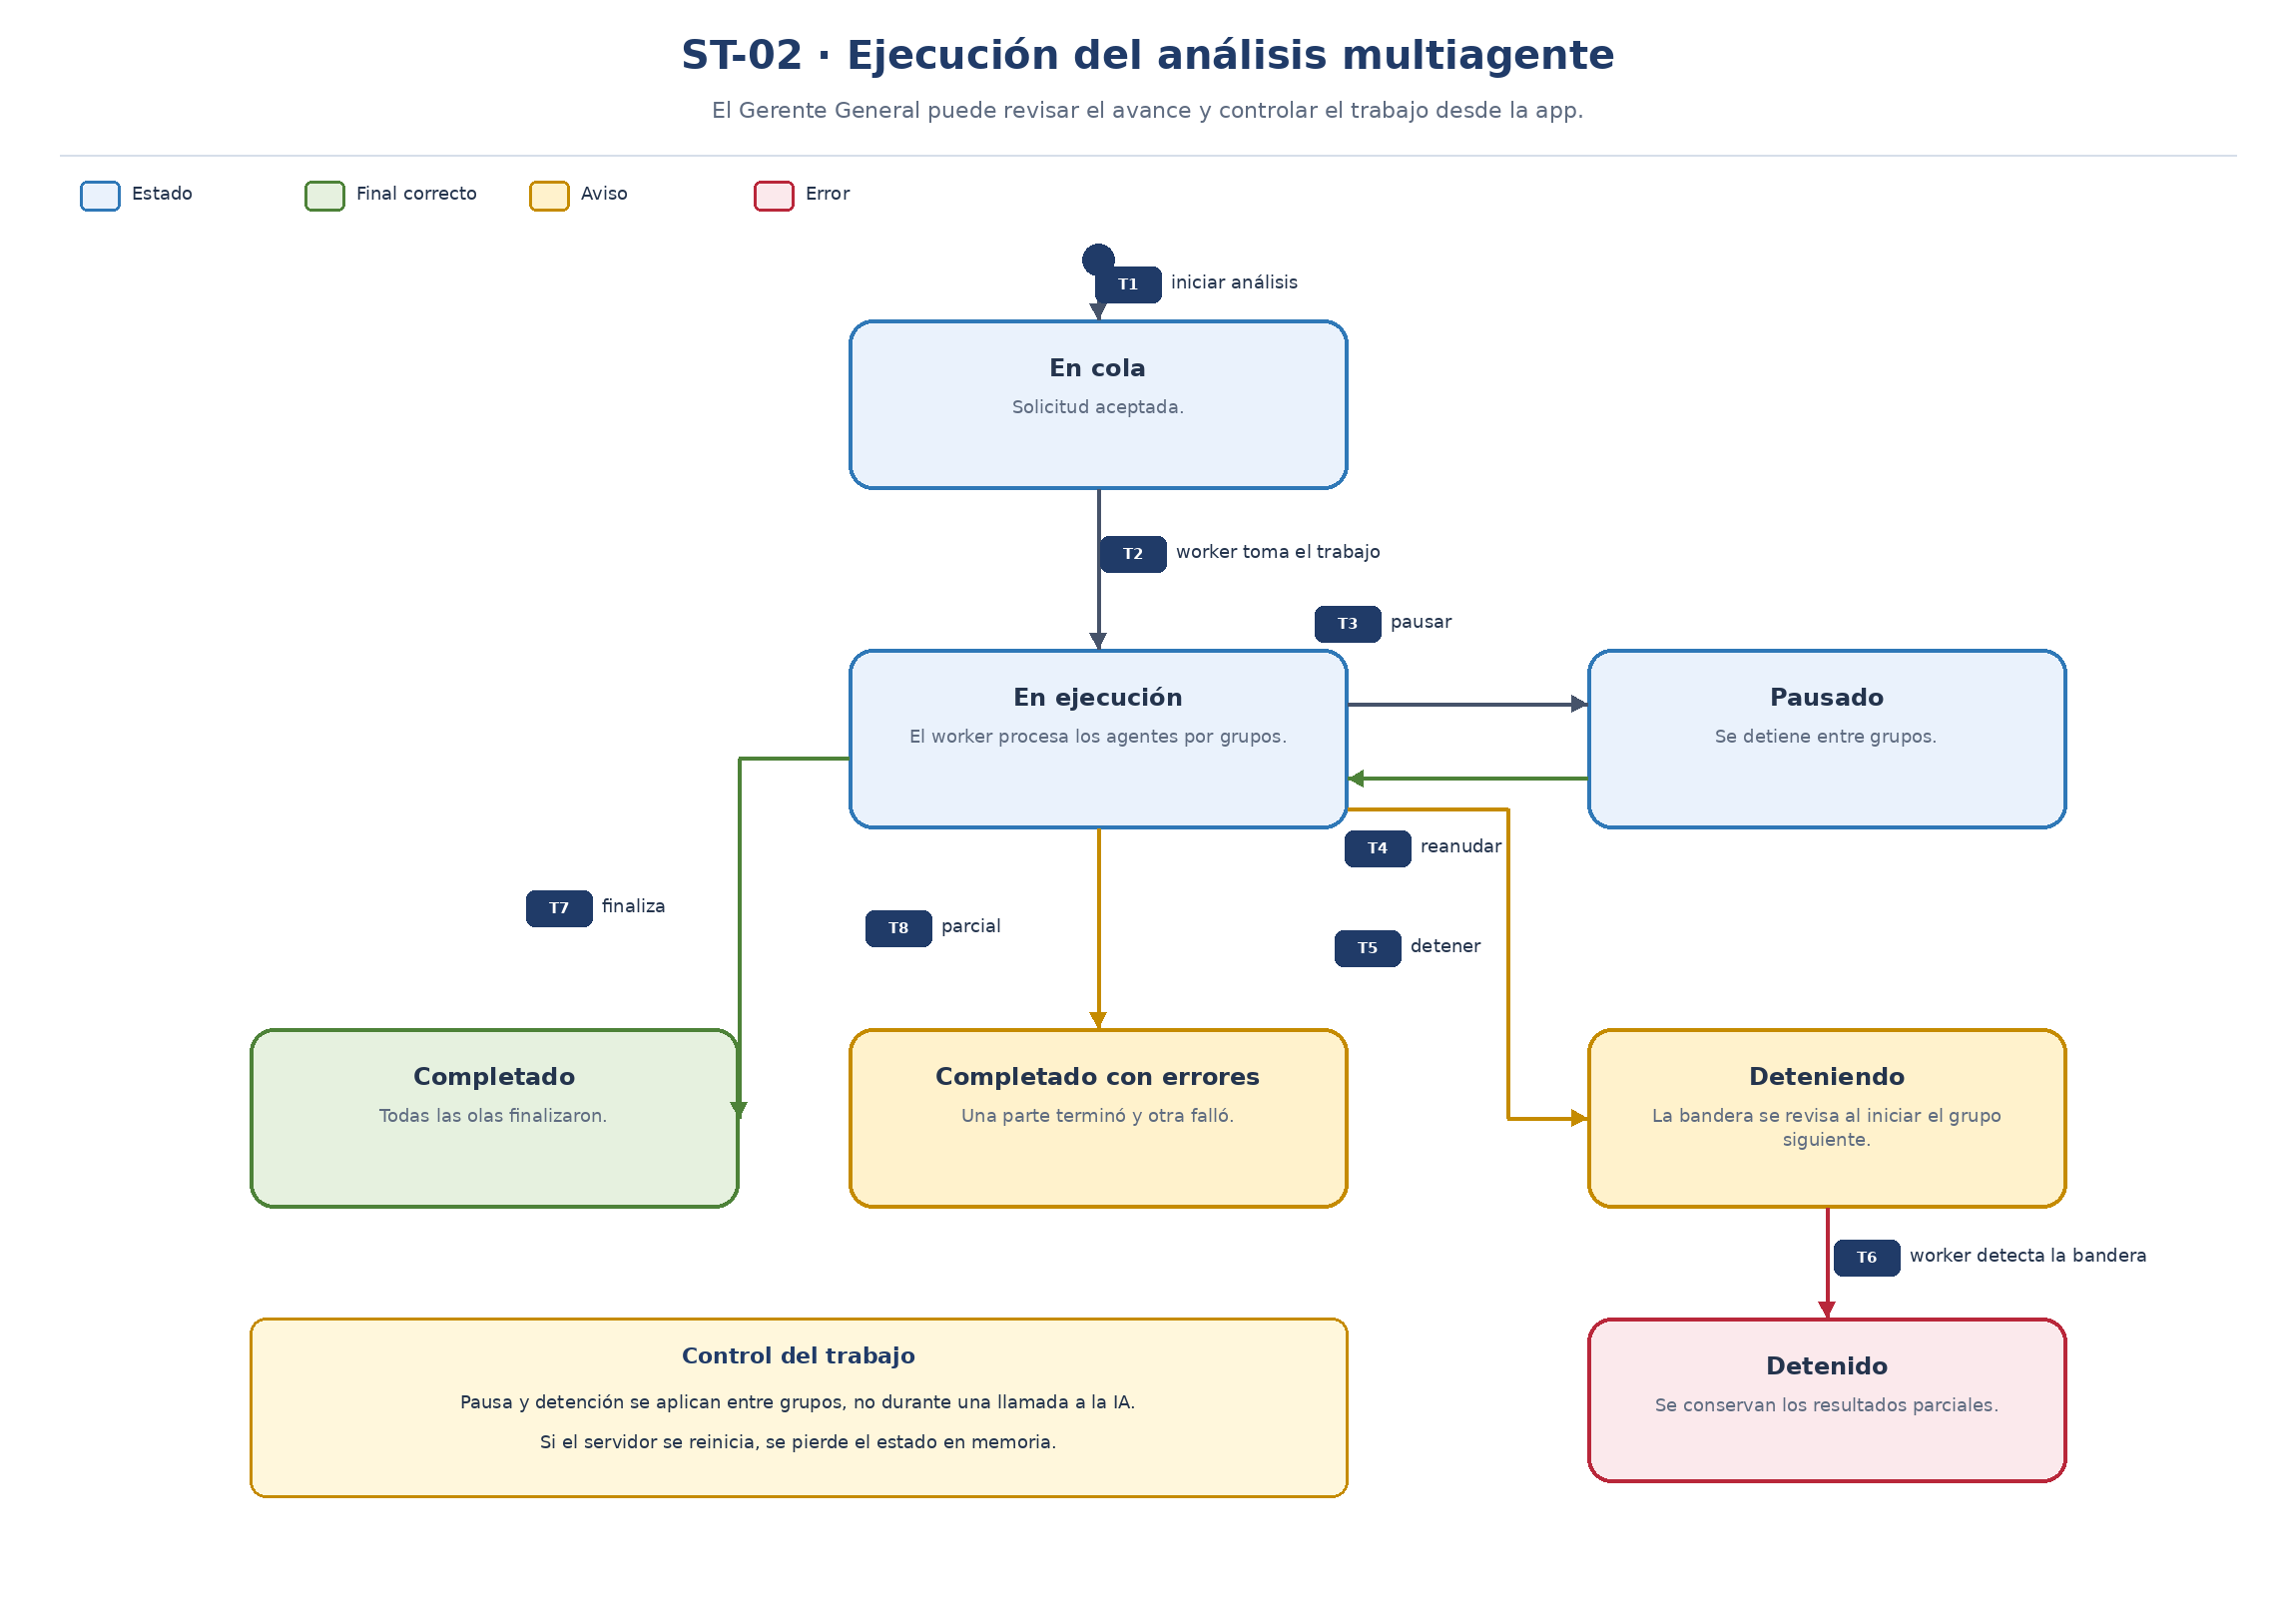 ST-02 · Ejecución del análisis multiagente
El Gerente General puede revisar el avance y controlar el trabajo desde la app.
Estado
Final correcto
Aviso
Error
T1 iniciar análisis
En cola
Solicitud aceptada.
T2 worker toma el trabajo
T3 pausar
En ejecución
El worker procesa los agentes por grupos.
Pausado
Se detiene entre grupos.
T4 reanudar
T7 finaliza
T8 parcial
T5 detener
Completado
Todas las olas finalizaron.
Completado con errores
Una parte terminó y otra falló.
Deteniendo
La bandera se revisa al iniciar el grupo
siguiente.
T6 worker detecta la bandera
Control del trabajo
Pausa y detención se aplican entre grupos, no durante una llamada a la IA.
Si el servidor se reinicia, se pierde el estado en memoria.
Detenido
Se conservan los resultados parciales.